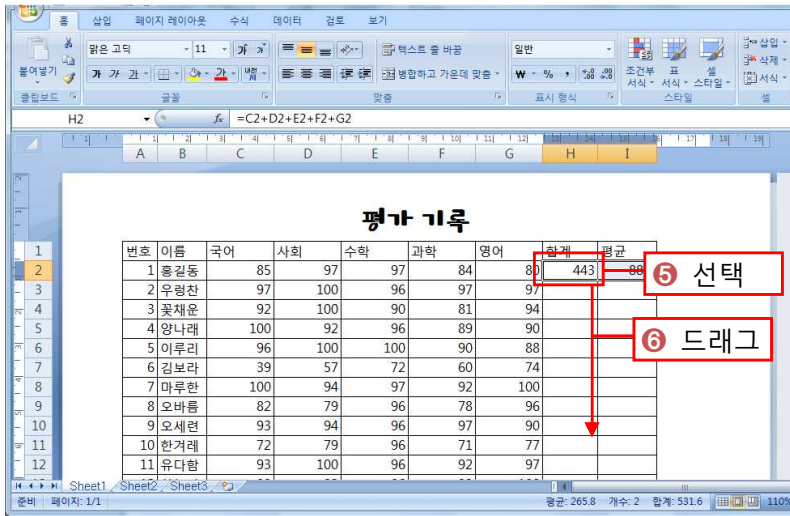 홈 삽입 페이지 레이아웃 수식 데이터 검토 보기
맑은 고딕 11 가 가 텍스트 줄 바꿈 일반 삽입
붙여넣기 가 가 가 가 내천 병합하고 가운데 맞춤 ₩ % , 조건부 서식 표 서식 셀 스타일 삭제 서식
클립보드 글꼴 맞춤 표시 형식 스타일 셀
H2 fx =C2+D2+E2+F2+G2
A B C D E F G H I
평가 기록
1 번호 이름 국어 사회 수학 과학 영어 합계 평균
2 1 홍길동 85 97 97 84 80 443 88
❺ 선택
3 2 우렁찬 97 100 96 97 97
4 3 꽃채운 92 100 90 81 94
5 4 양나래 100 92 96 89 90
❻ 드래그
6 5 이루리 96 100 100 90 88
7 6 김보라 39 57 72 60 74
8 7 마루한 100 94 97 92 100
9 8 오바름 82 79 96 78 96
10 9 오세련 93 94 96 97 90
11 10 한겨레 72 79 96 71 77
12 11 유다함 93 100 96 92 97
Sheet1 Sheet2 Sheet3
준비 페이지: 1/1 평균: 265.8 개수: 2 합계: 531.6 110%